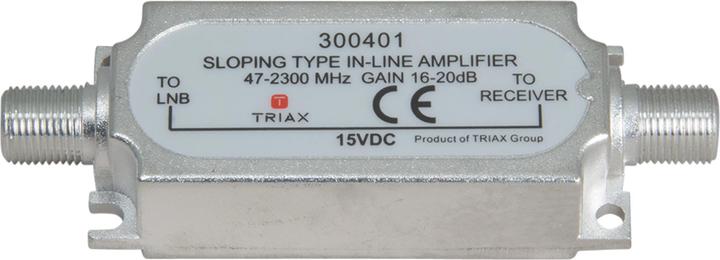 300401
SLOPING TYPE IN-LINE AMPLIFIER
47-2300 MHz GAIN 16-20dB
TO
LNB
T
TRIAX
CE
TO
RECEIVER
15VDC
Product of TRIAX Group